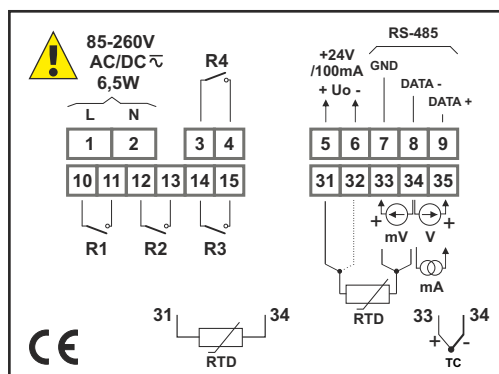 85-260V
AC/DC
6,5W
L N
R4
+24V
/100mA
+ Uo -
RS-485
GND
DATA -
DATA +
1 2 3 4
5 6 7 8 9
10 11 12 13 14 15
31 32 33 34 35
R1 R2 R3
+ +
mV V
mA
RTD
31 34
RTD
33 34
+ -
TC
CE